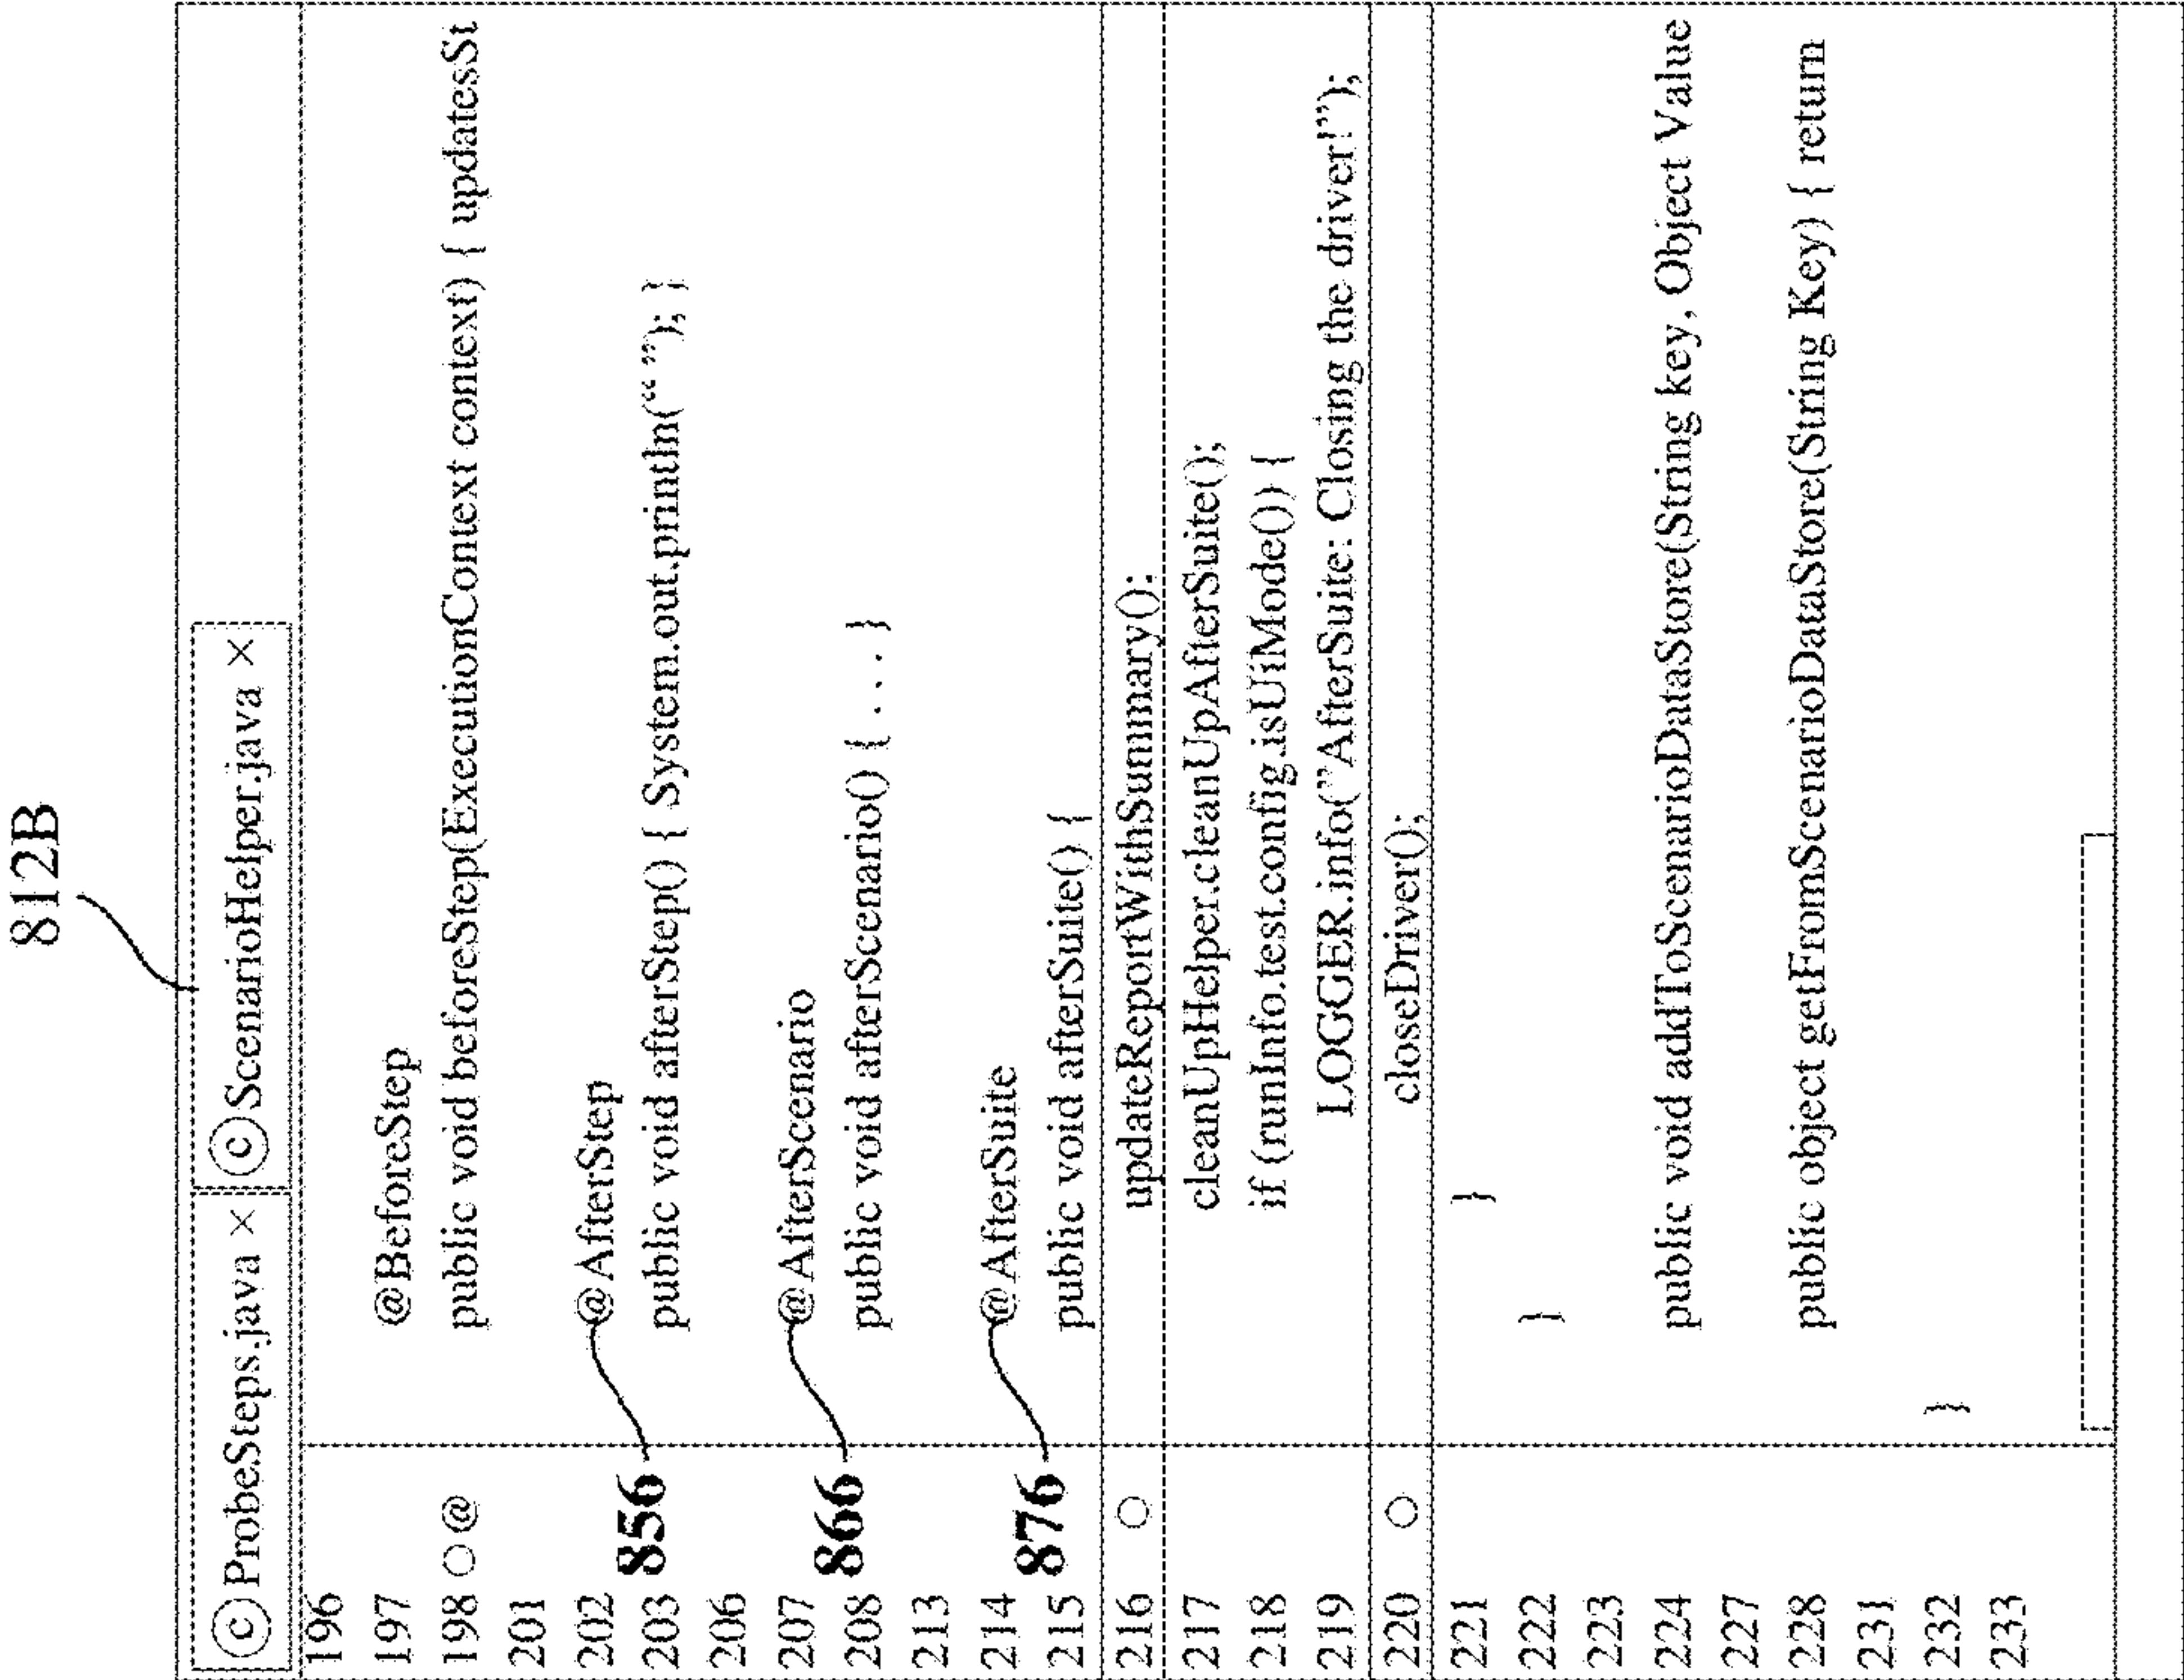 812B
©ProbeSteps.java × ©ScenarioHelper.java ×
196
197 @BeforeStep
198 ○ @ public void beforeStep(ExecutionContext context) { updatesSt
201
202 @AfterStep
856
203 public void afterStep() { System.out.println(“ ”); }
206
207 @AfterScenario
866
208 public void afterScenario() { . . . }
213
214 @AfterSuite
876
215 public void afterSuite() {
216 ○ updateReportWithSummary();
217 cleanUpHelper.cleanUpAfterSuite();
218 if (runInfo.test.config.isUiMode()) {
219 LOGGER.info(”AfterSuite: Closing the driver!”);
220 ○ closeDriver();
221 }
222 }
223
224 public void addToScenarioDataStore(String key, Object Value
227
228 public object getFromScenarioDataStore(String Key) { return
231
232 }
233